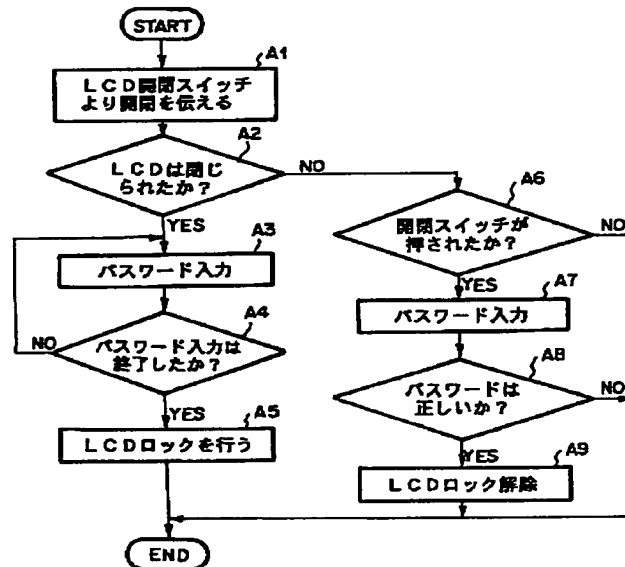 START
A1
LCD開閉スイッチ
より開閉を伝える
A2
LCDは閉じ
られたか?
NO
YES
A3
パスワード入力
A4
NO
パスワード入力は
終了したか?
YES
A5
LCDロックを行う
END
A6
開閉スイッチが
押されたか?
NO
YES
A7
パスワード入力
A8
パスワードは
正しいか?
NO
YES
A9
LCDロック解除